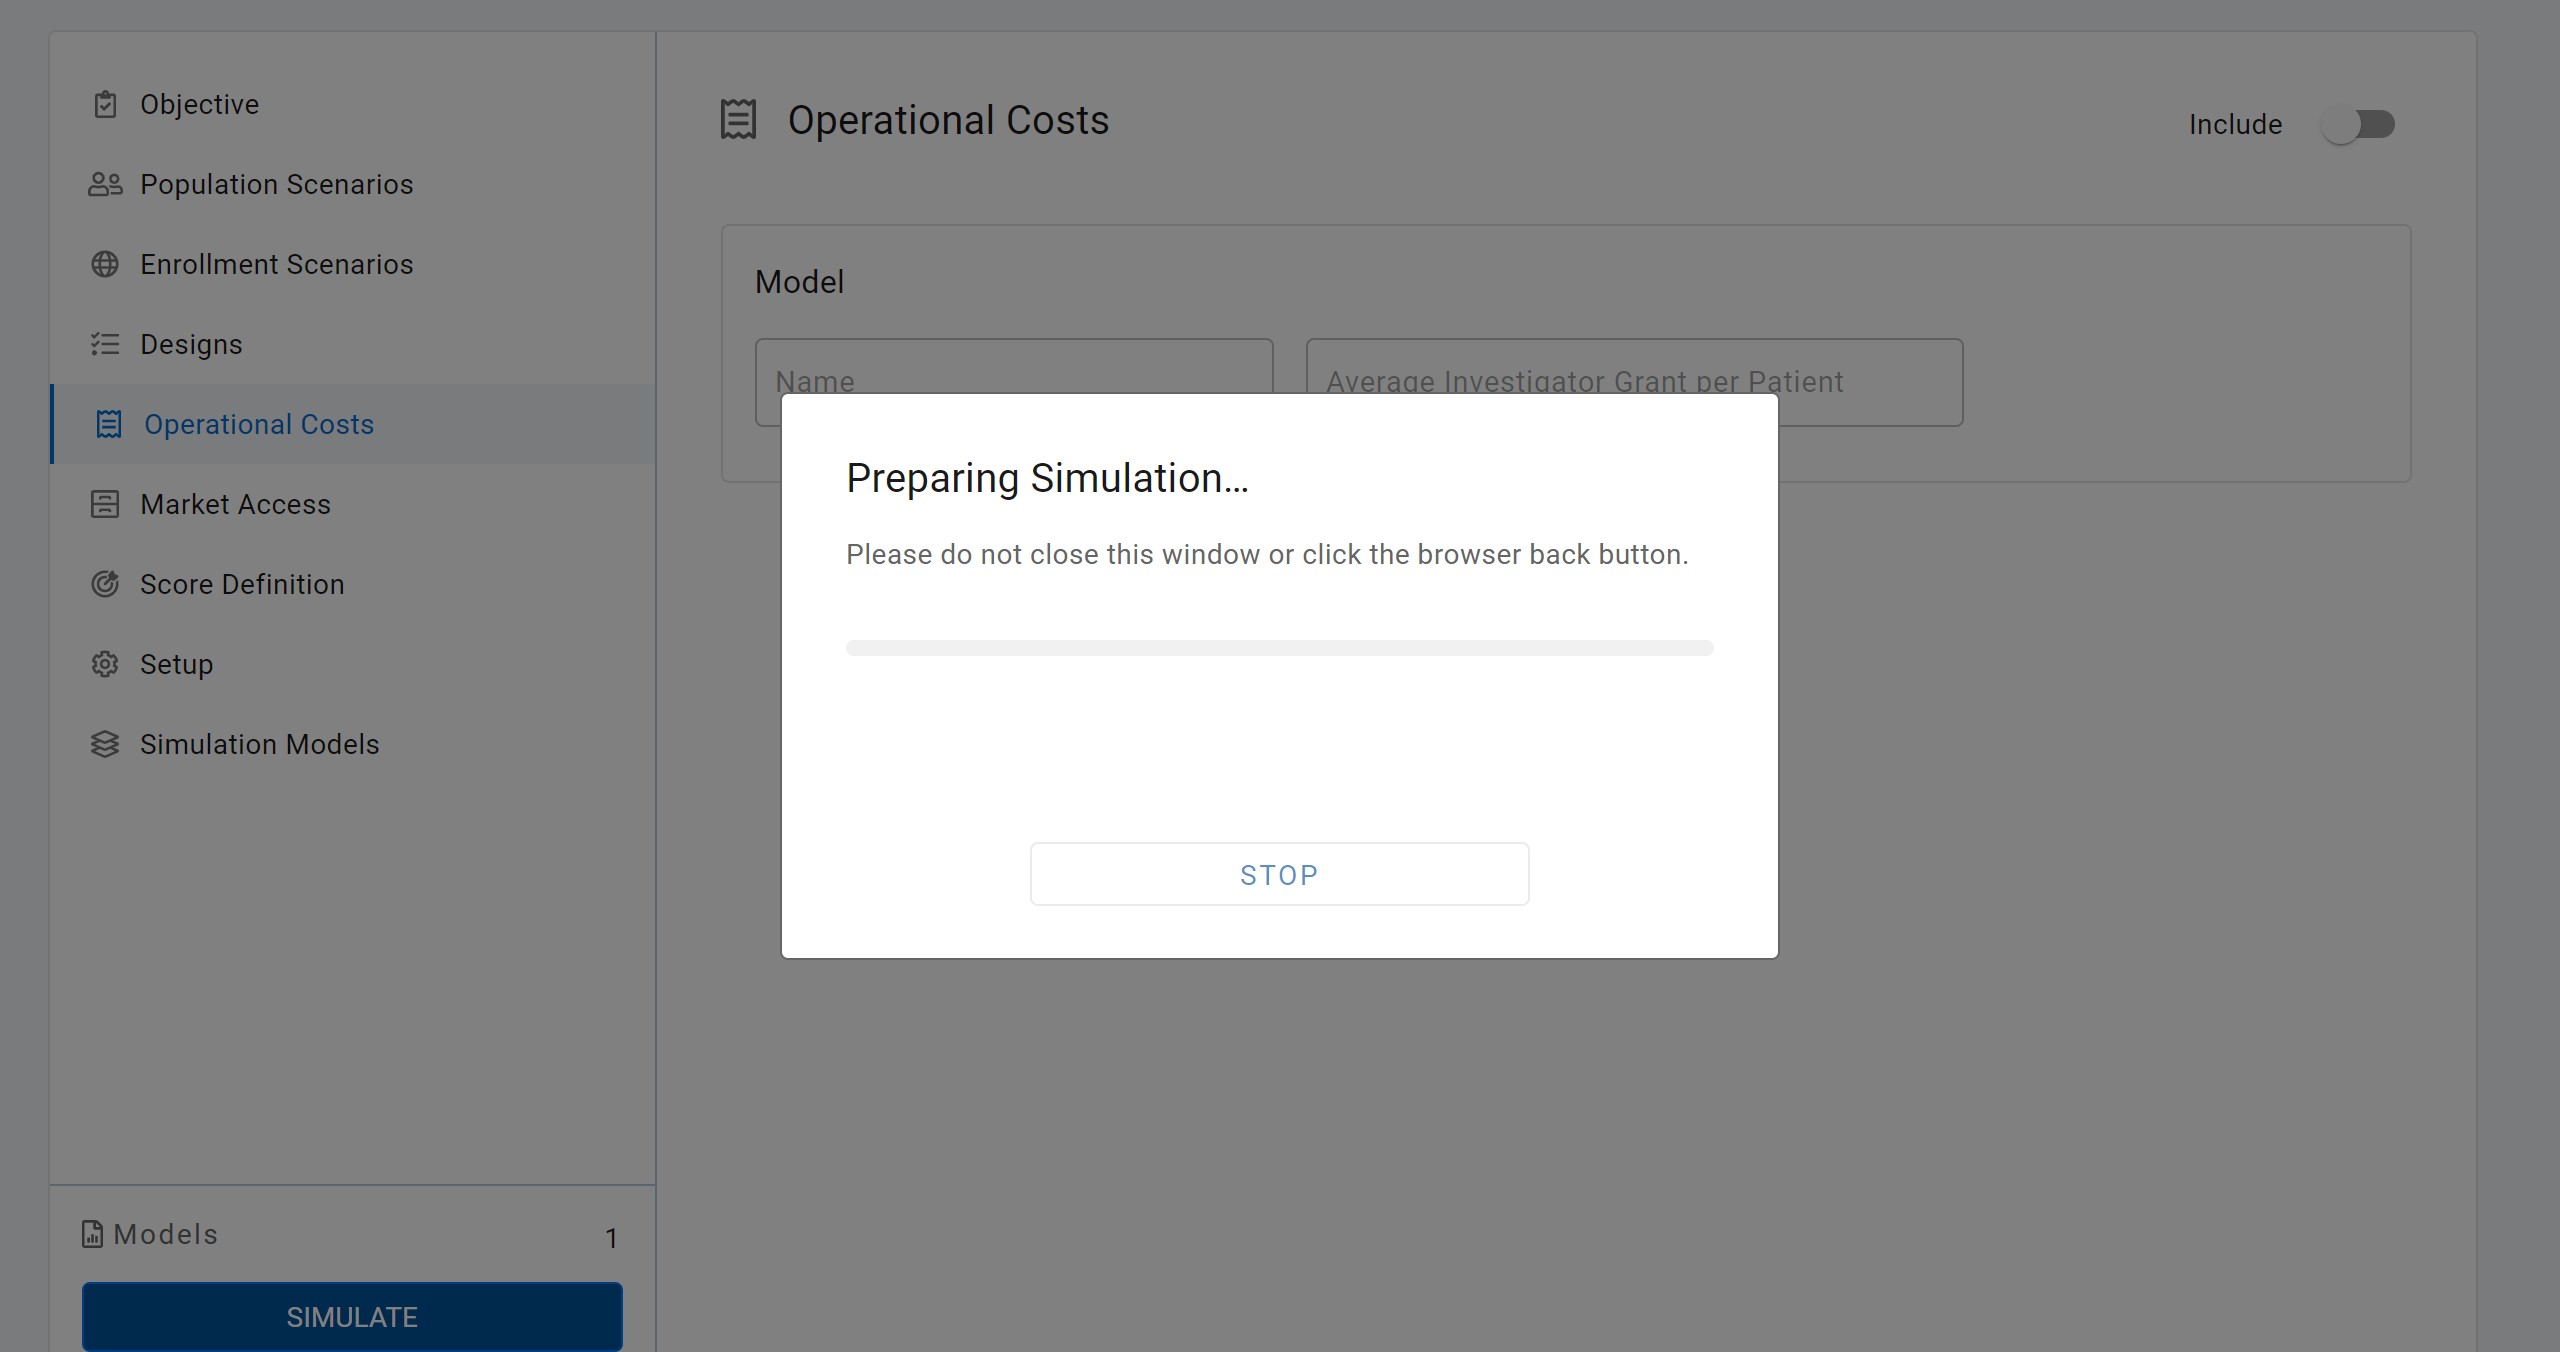 Objective
Population Scenarios
Enrollment Scenarios
Designs
Operational Costs
Market Access
Score Definition
Setup
Simulation Models
Models 1
SIMULATE
Operational Costs
Include
Model
Name
Average Investigator Grant per Patient
Preparing Simulation...
Please do not close this window or click the browser back button.
STOP